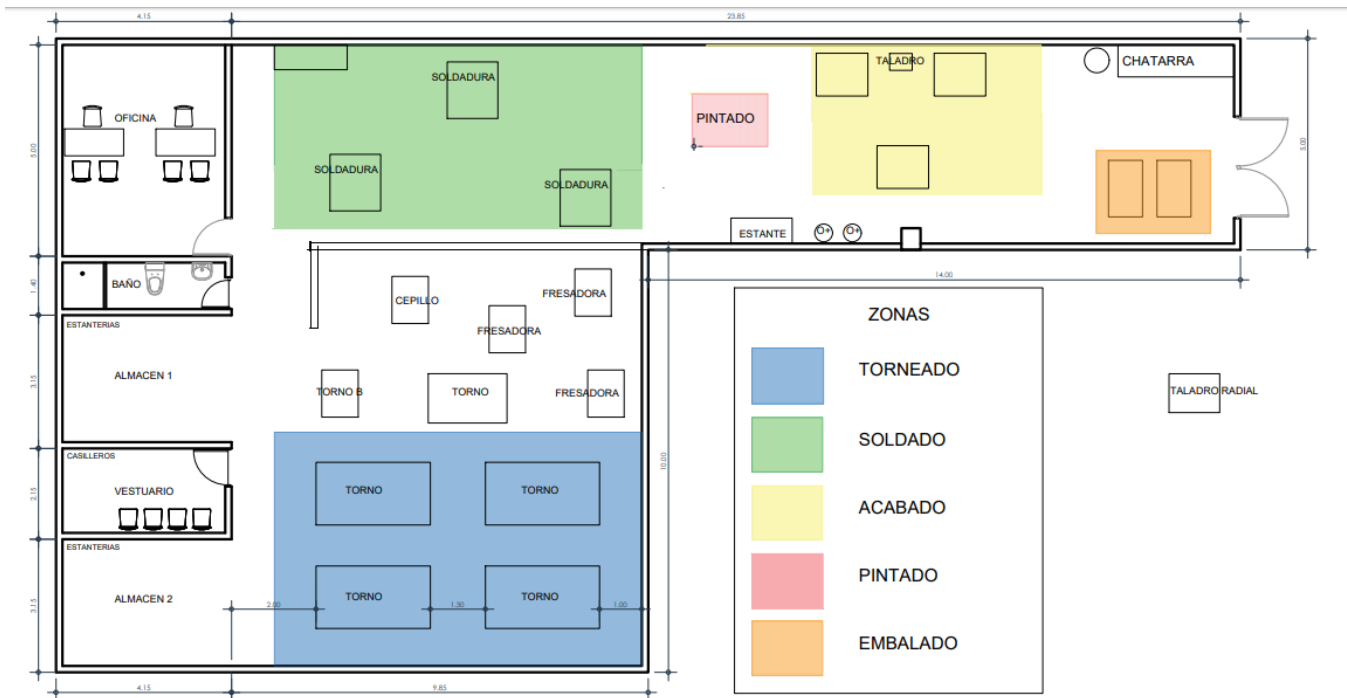 4.15
23.85
CHATARRA
TALADRO
SOLDADURA
OFICINA
PINTADO
5.00
5.00
SOLDADURA
SOLDADURA
ESTANTE
O+
O+
14.00
BAÑO
1.40
CEPILLO
FRESADORA
FRESADORA
ESTANTERIAS
ALMACEN 1
3.15
TORNO B
TORNO
FRESADORA
ZONAS
TORNEADO
TALADRO RADIAL
SOLDADO
CASILLEROS
10.00
VESTUARIO
2.15
TORNO
TORNO
ACABADO
ESTANTERIAS
ALMACEN 2
3.15
TORNO
TORNO
2.00
1.30
1.00
PINTADO
EMBALADO
4.15
9.85